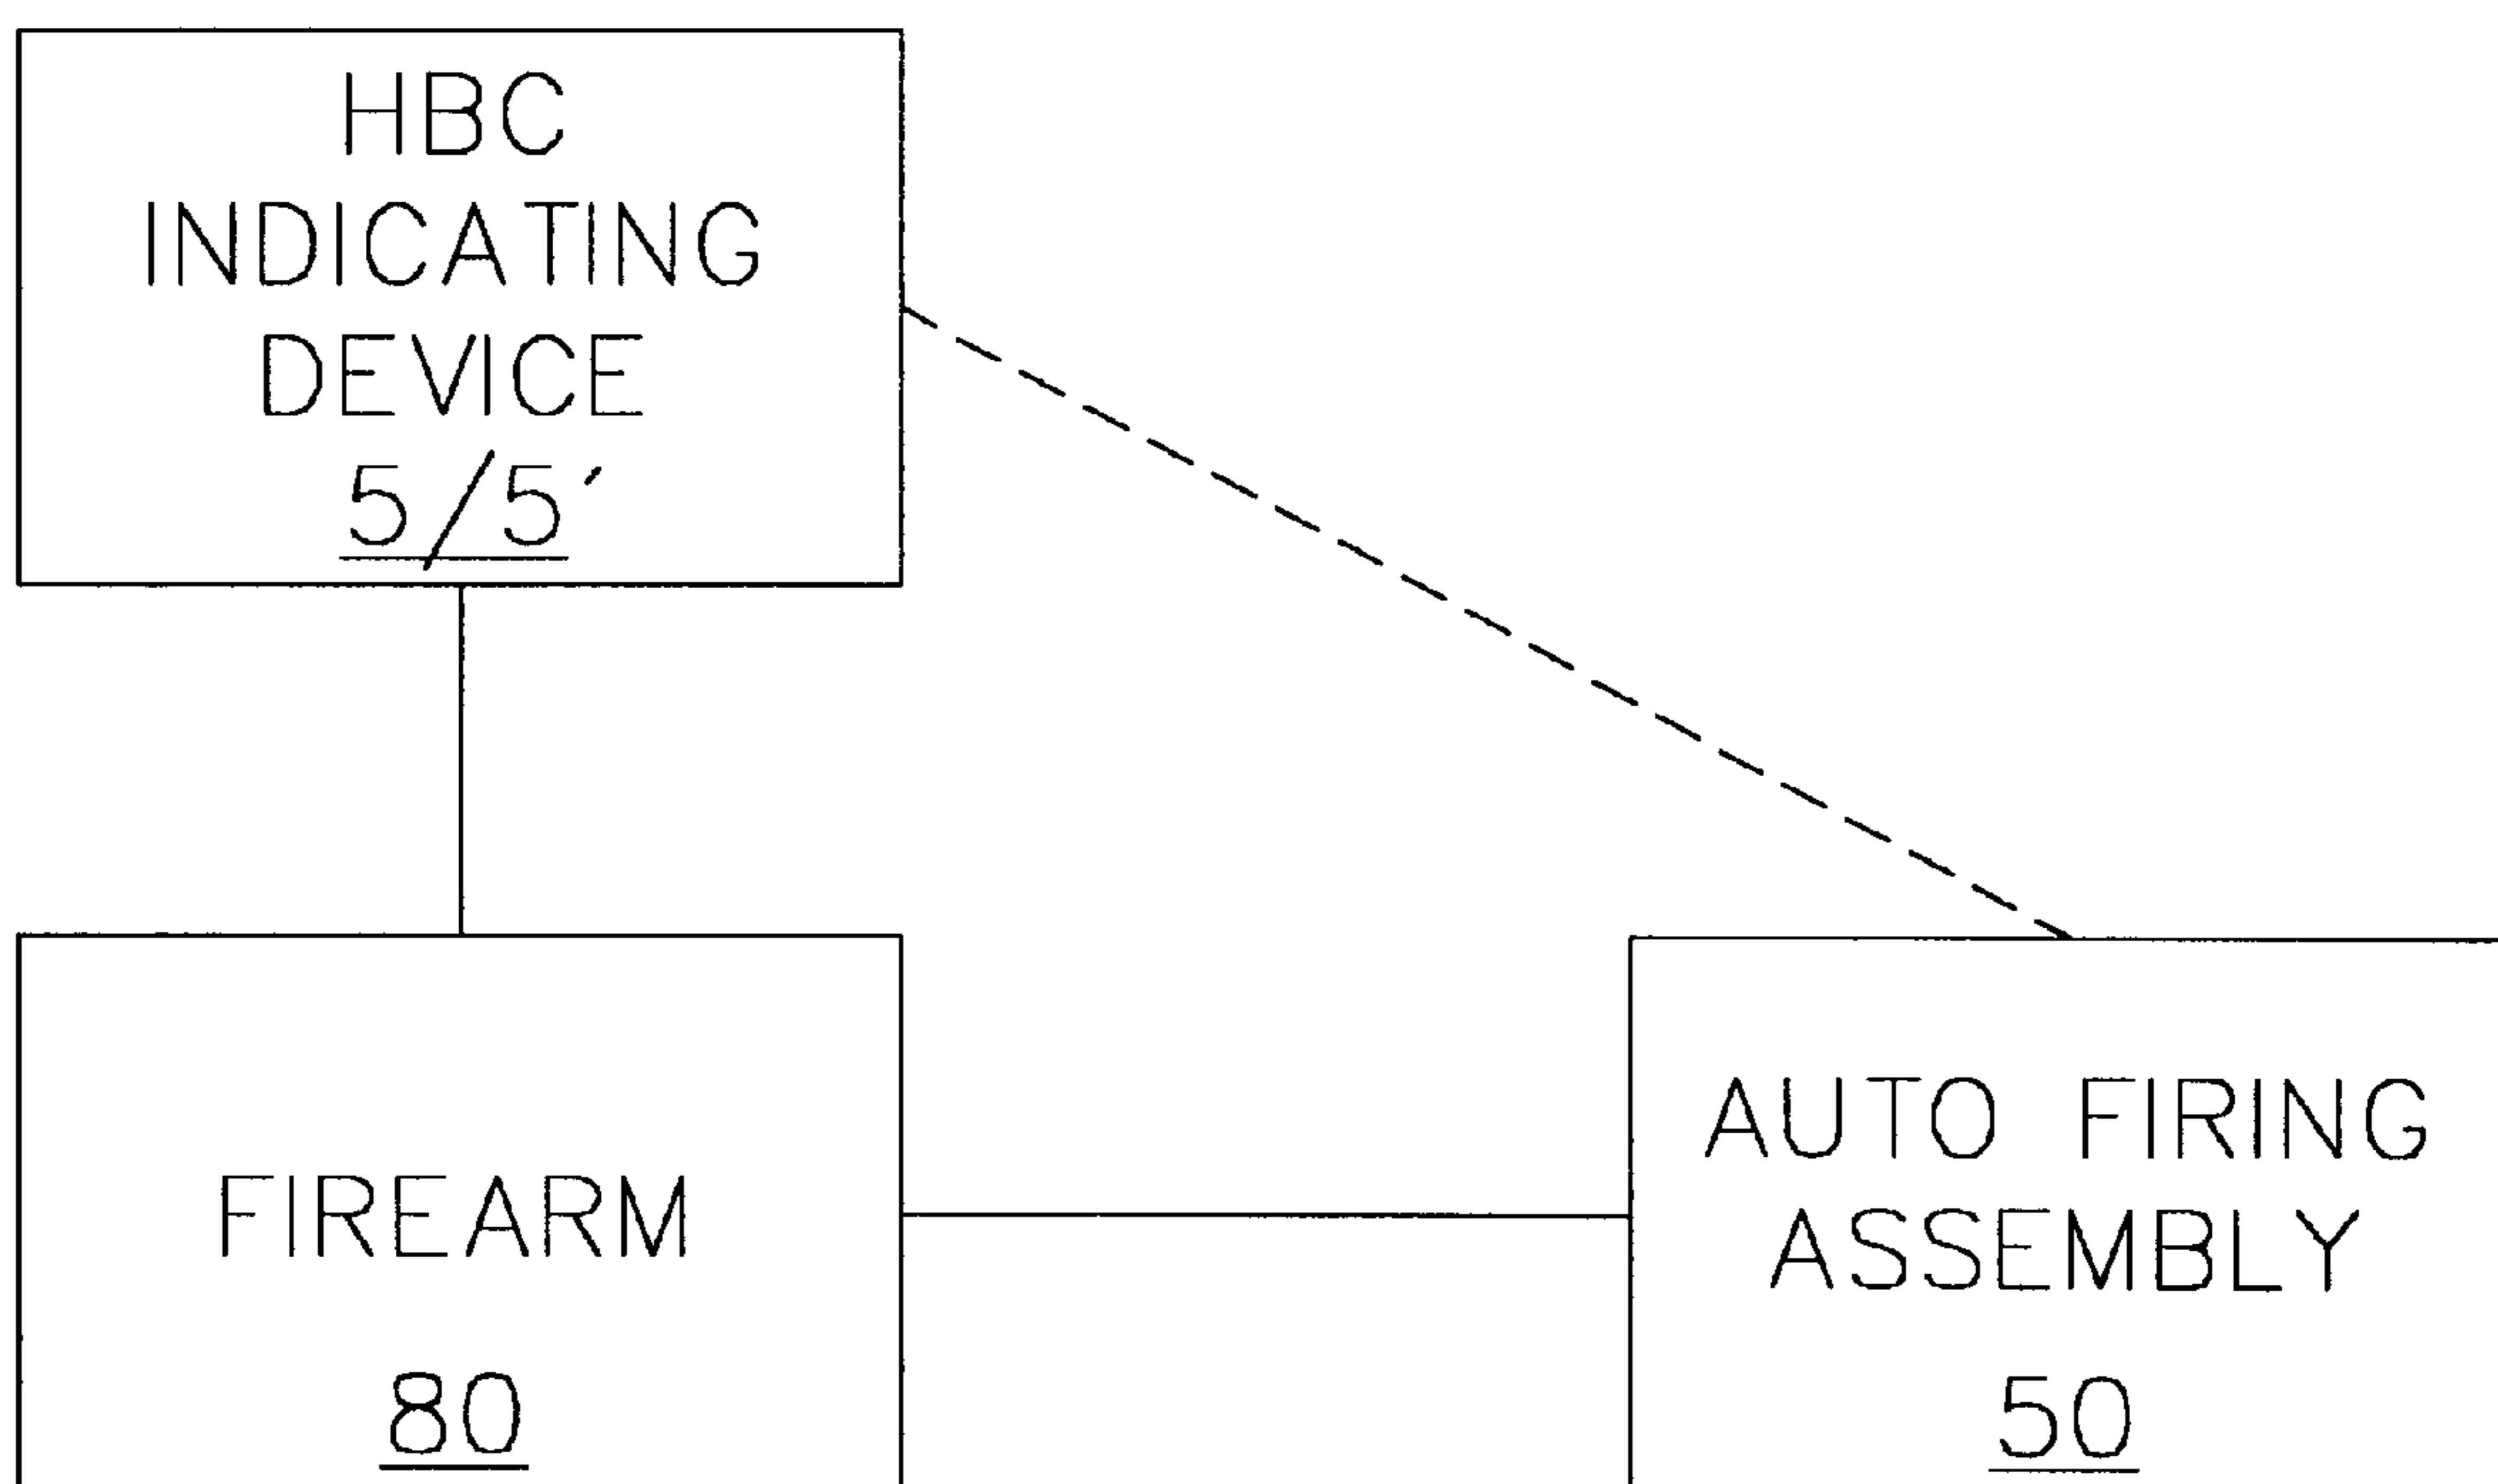 HBC
INDICATING
DEVICE
5/5'
FIREARM
80
AUTO FIRING
ASSEMBLY
50